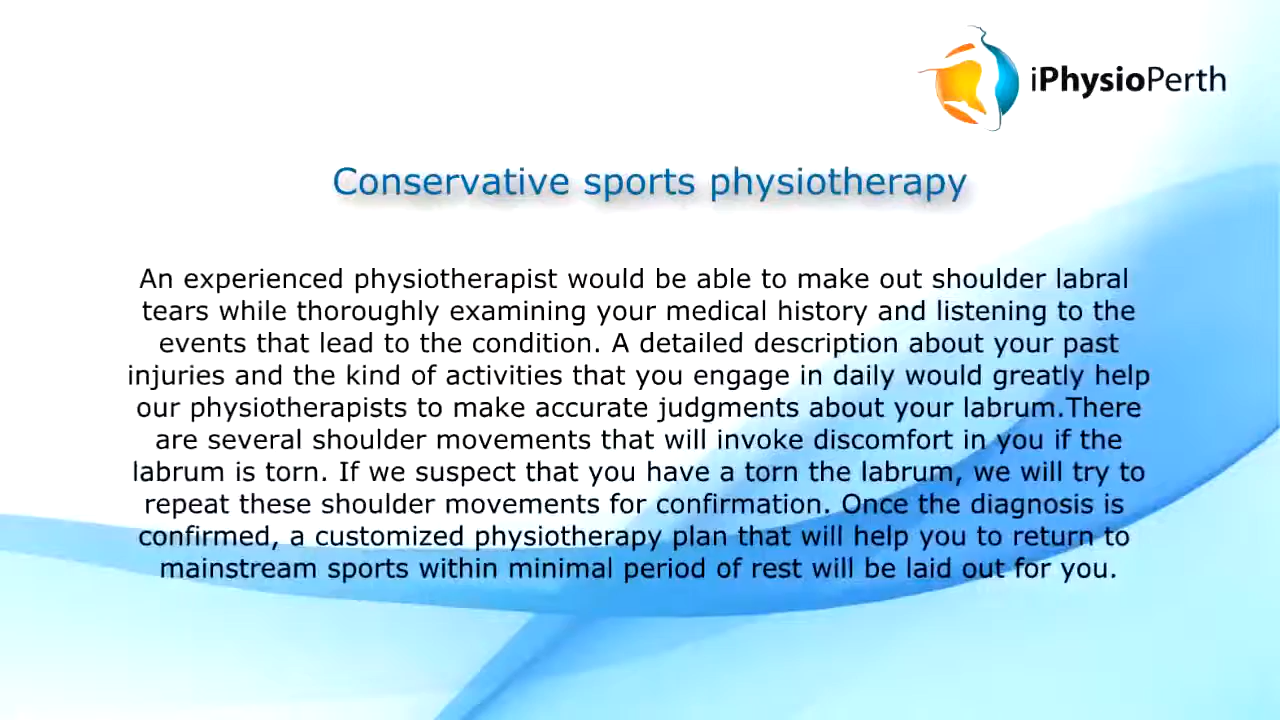 iPhysioPerth
Conservative sports physiotherapy
An experienced physiotherapist would be able to make out shoulder labral
tears while thoroughly examining your medical history and listening to the
events that lead to the condition. A detailed description about your past
injuries and the kind of activities that you engage in daily would greatly help
our physiotherapists to make accurate judgments about your labrum.There
are several shoulder movements that will invoke discomfort in you if the
labrum is torn. If we suspect that you have a torn the labrum, we will try to
repeat these shoulder movements for confirmation. Once the diagnosis is
confirmed, a customized physiotherapy plan that will help you to return to
mainstream sports within minimal period of rest will be laid out for you.